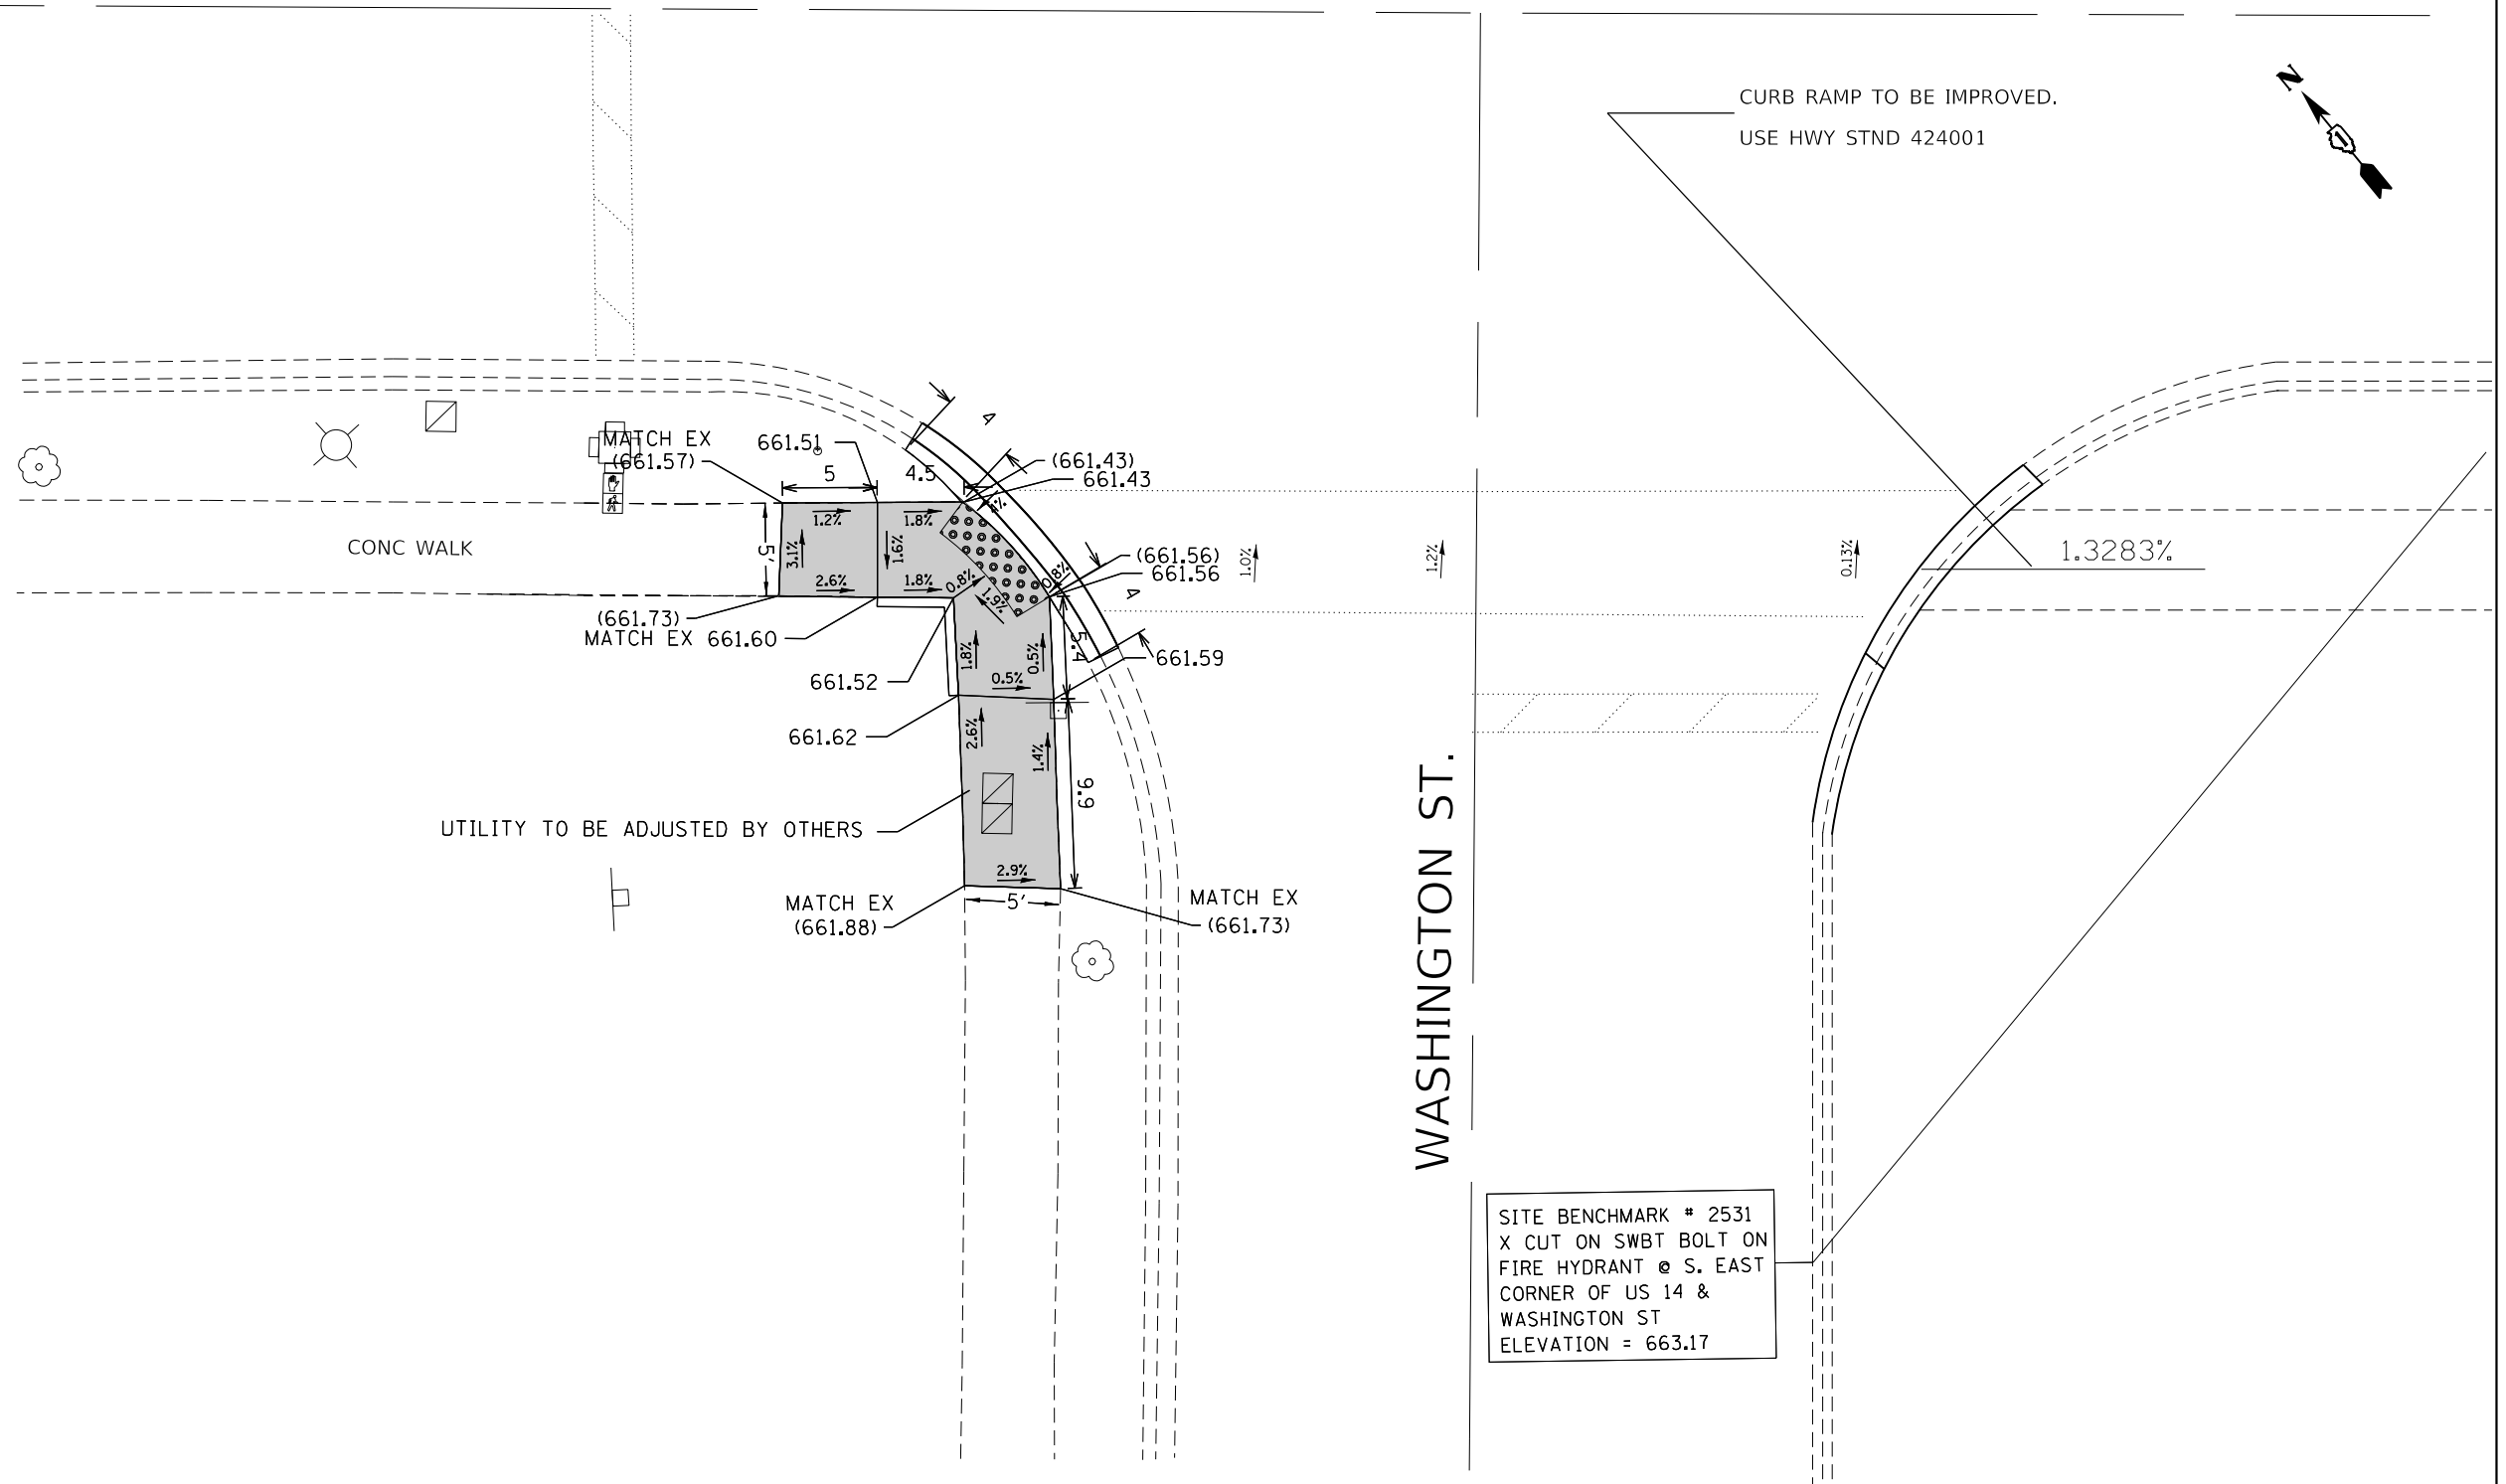 N
CURB RAMP TO BE IMPROVED.
USE HWY STND 424001
A
MATCH EX
(661.57)
661.51
5
4.5
(661.43)
661.43
1.2%
1.8%
5'
3.1%
1.6%
2.6%
1.8%
0.8%
1.9%
0.8%
(661.56)
661.56
1.0%
1.2%
0.13%
1.3283%
CONC WALK
A
(661.73)
MATCH EX 661.60
5.4
661.59
1.8%
0.5%
0.5%
661.52
661.62
2.6%
1.4%
9.9
UTILITY TO BE ADJUSTED BY OTHERS
2.9%
5'
MATCH EX
(661.88)
MATCH EX
(661.73)
WASHINGTON ST.
SITE BENCHMARK # 2531
X CUT ON SWBT BOLT ON
FIRE HYDRANT @ S. EAST
CORNER OF US 14 &
WASHINGTON ST
ELEVATION = 663.17